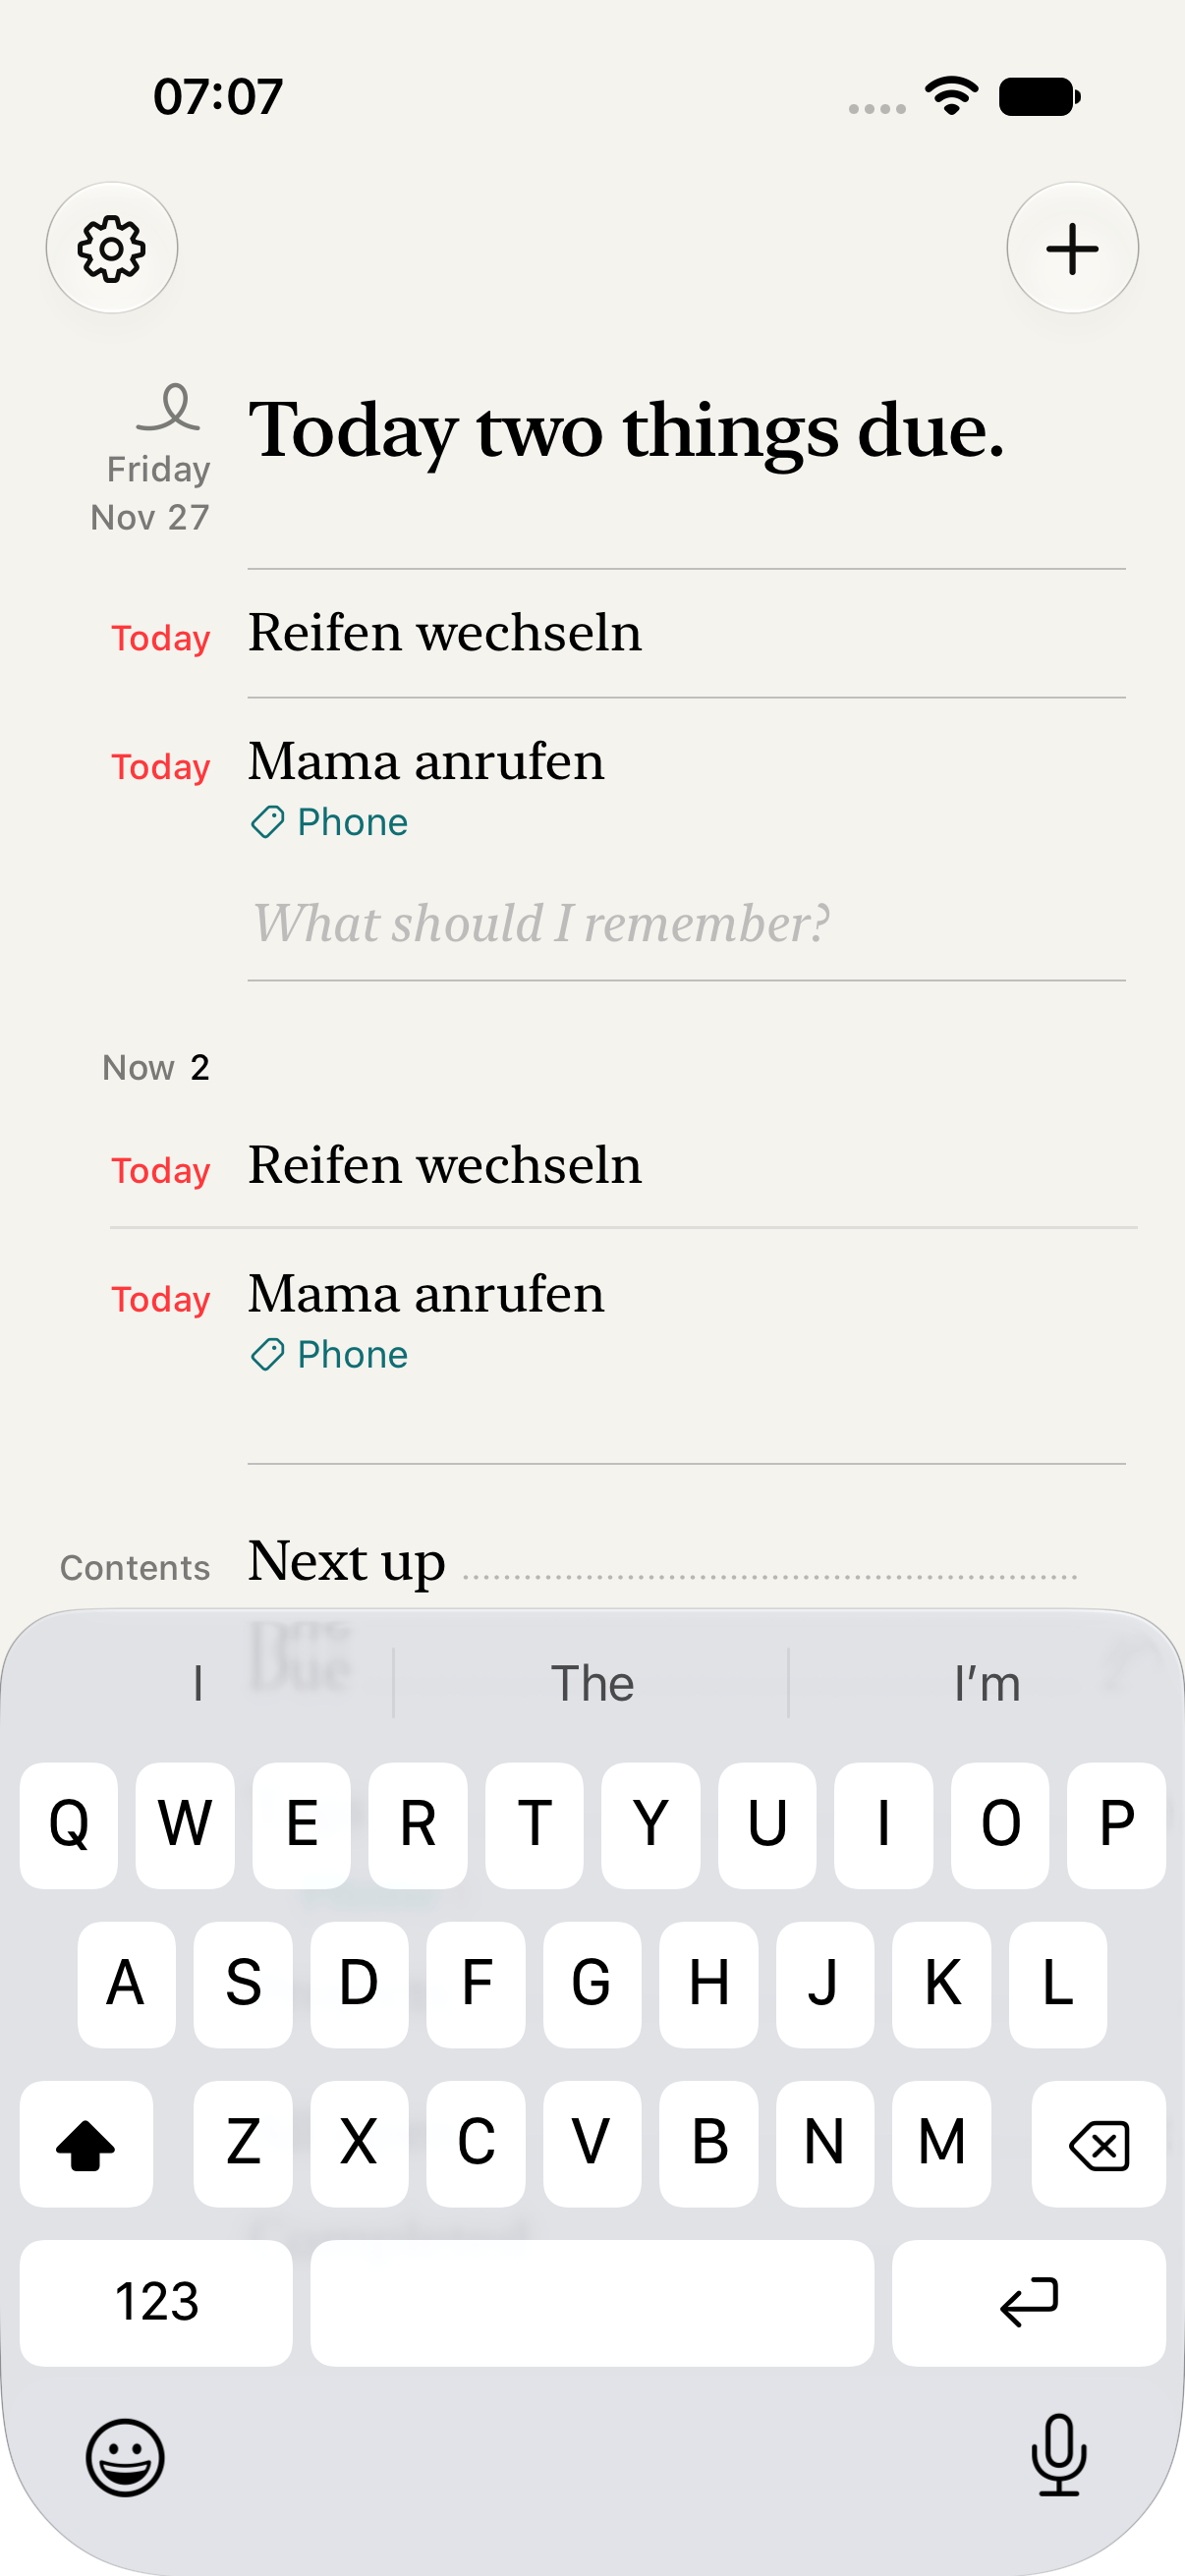 07:07
Today two things due.
Friday
Nov 27
Today Reifen wechseln
Today Mama anrufen
Phone
What should I remember?
Now 2
Today Reifen wechseln
Today Mama anrufen
Phone
Contents Next up
Due
I The I’m
Q W E R T Y U I O P
A S D F G H J K L
Z X C V B N M
123